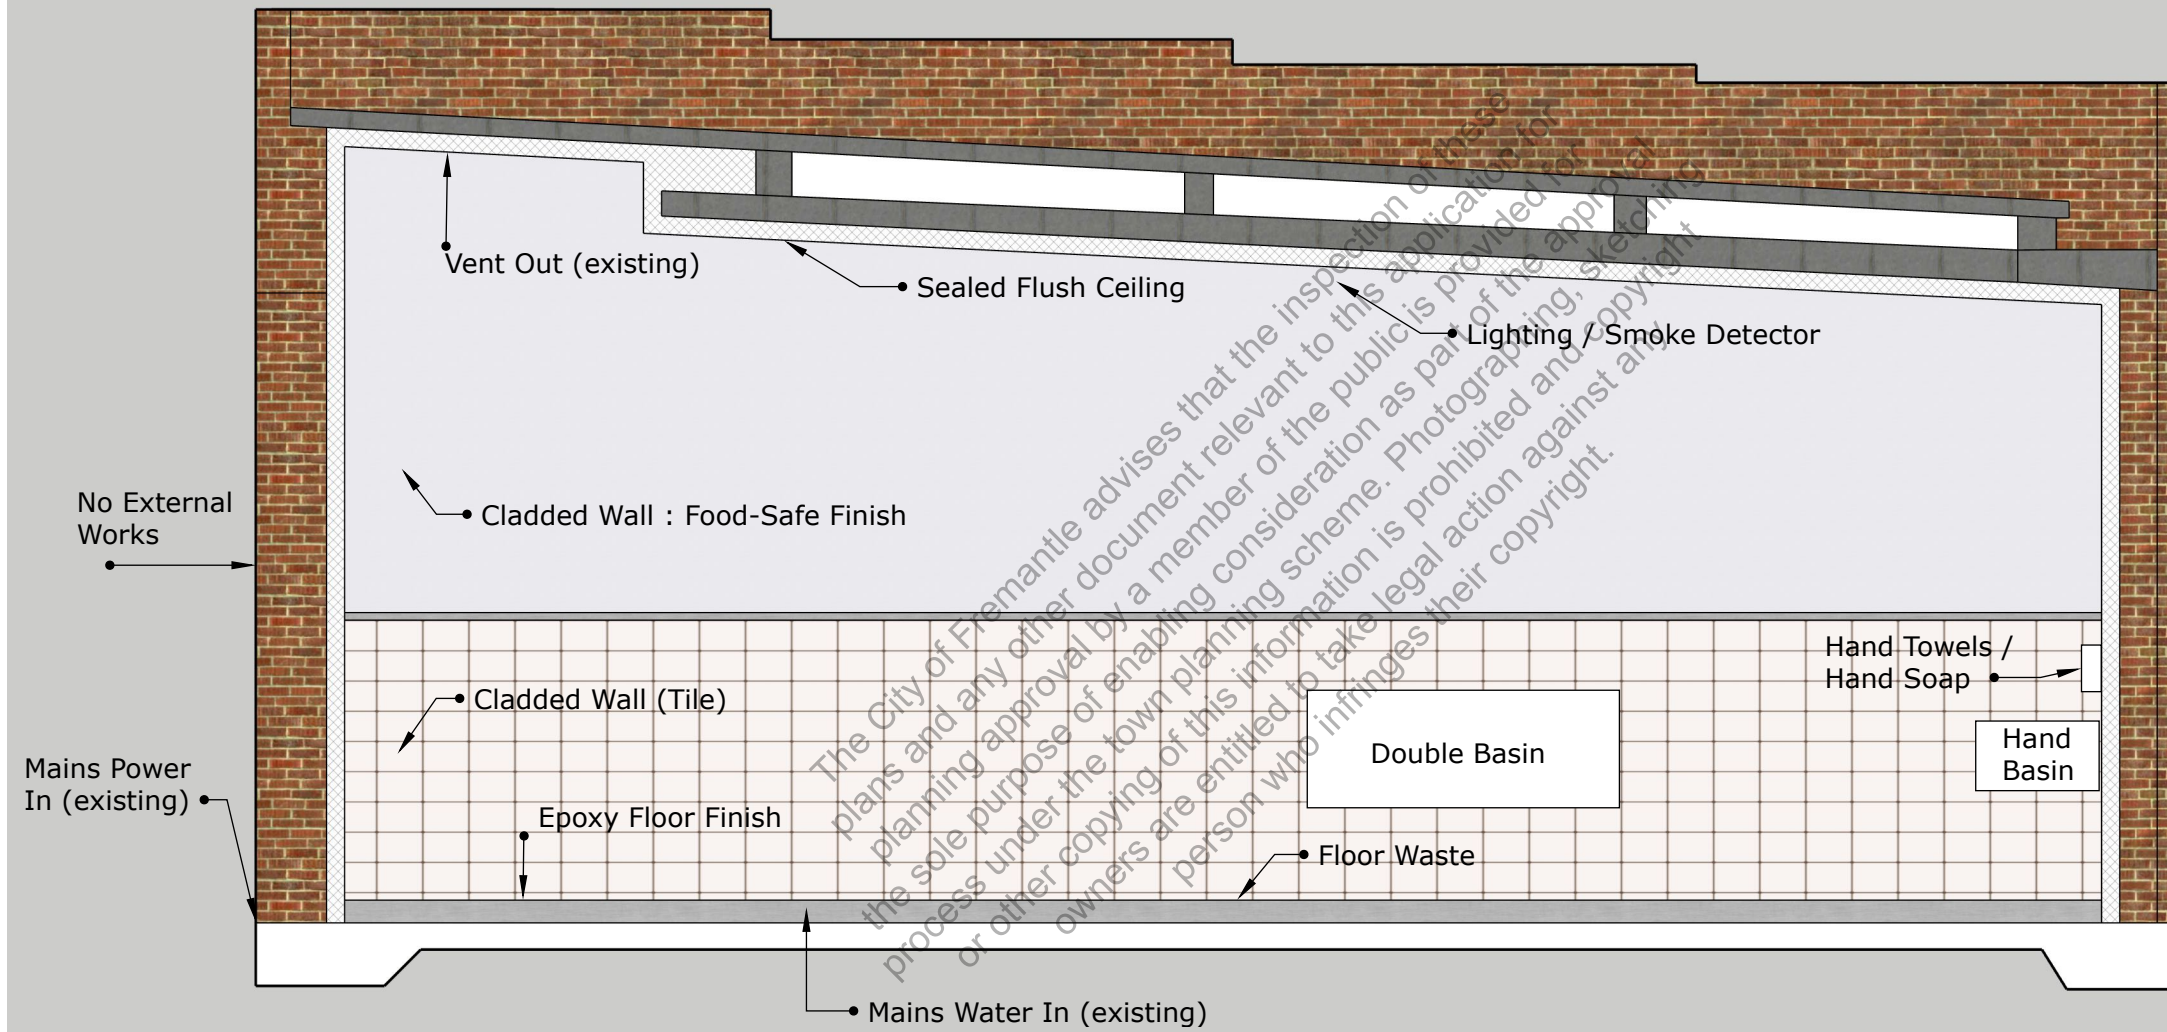 Vent Out (existing)
Sealed Flush Ceiling
Lighting / Smoke Detector
No External
Works
Cladded Wall : Food-Safe Finish
Hand Towels /
Hand Soap
Cladded Wall (Tile)
Double Basin
Hand
Basin
Mains Power
In (existing)
Epoxy Floor Finish
Floor Waste
Mains Water In (existing)
The City of Fremantle advises that the inspection of these
plans and any other document relevant to this application for
planning approval by a member of the public is provided for
the sole purpose of enabling consideration as part of the approval
process under the town planning scheme. Photographing, sketching
or other copying of this information is prohibited and copyright
owners are entitled to take legal action against any
person who infringes their copyright.